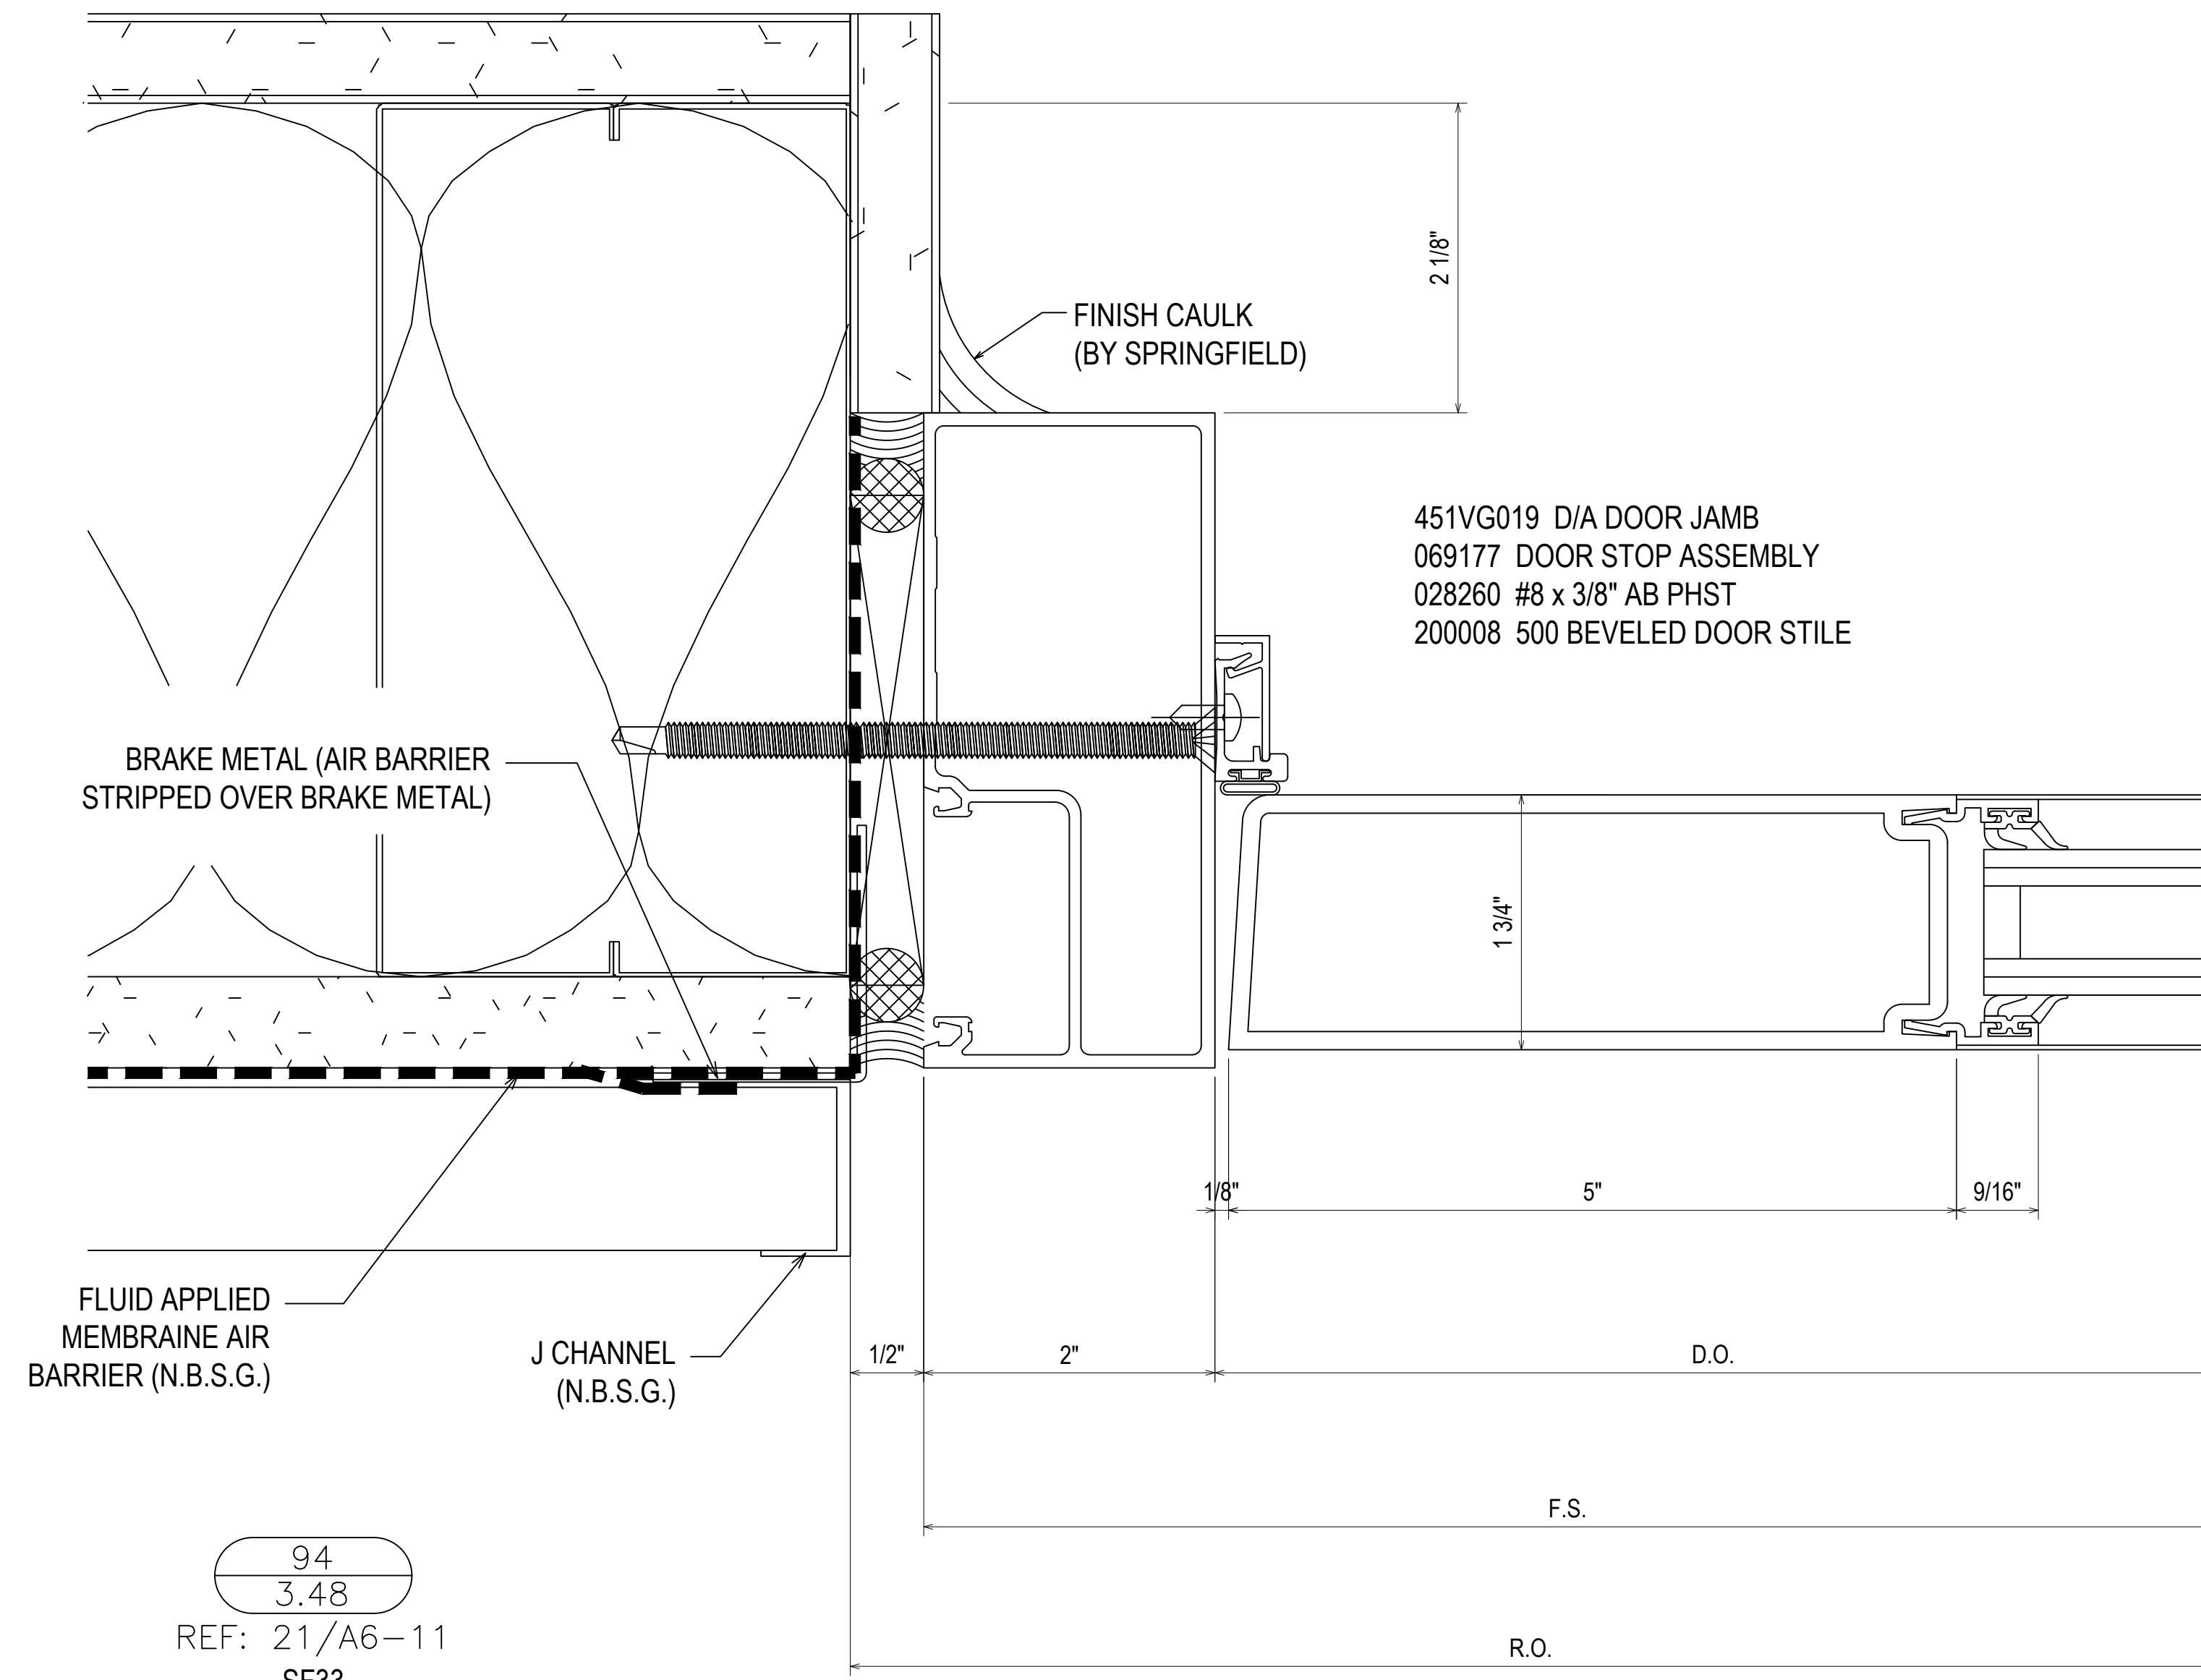 2 1/8"
FINISH CAULK
(BY SPRINGFIELD)
451VG019 D/A DOOR JAMB
069177 DOOR STOP ASSEMBLY
028260 #8 x 3/8" AB PHST
200008 500 BEVELED DOOR STILE
BRAKE METAL (AIR BARRIER
STRIPPED OVER BRAKE METAL)
1 3/4"
1/8"
5"
9/16"
FLUID APPLIED
MEMBRAINE AIR
BARRIER (N.B.S.G.)
J CHANNEL
(N.B.S.G.)
1/2"
2"
D.O.
F.S.
94
3.48
REF: 21/A6-11
SF33
R.O.